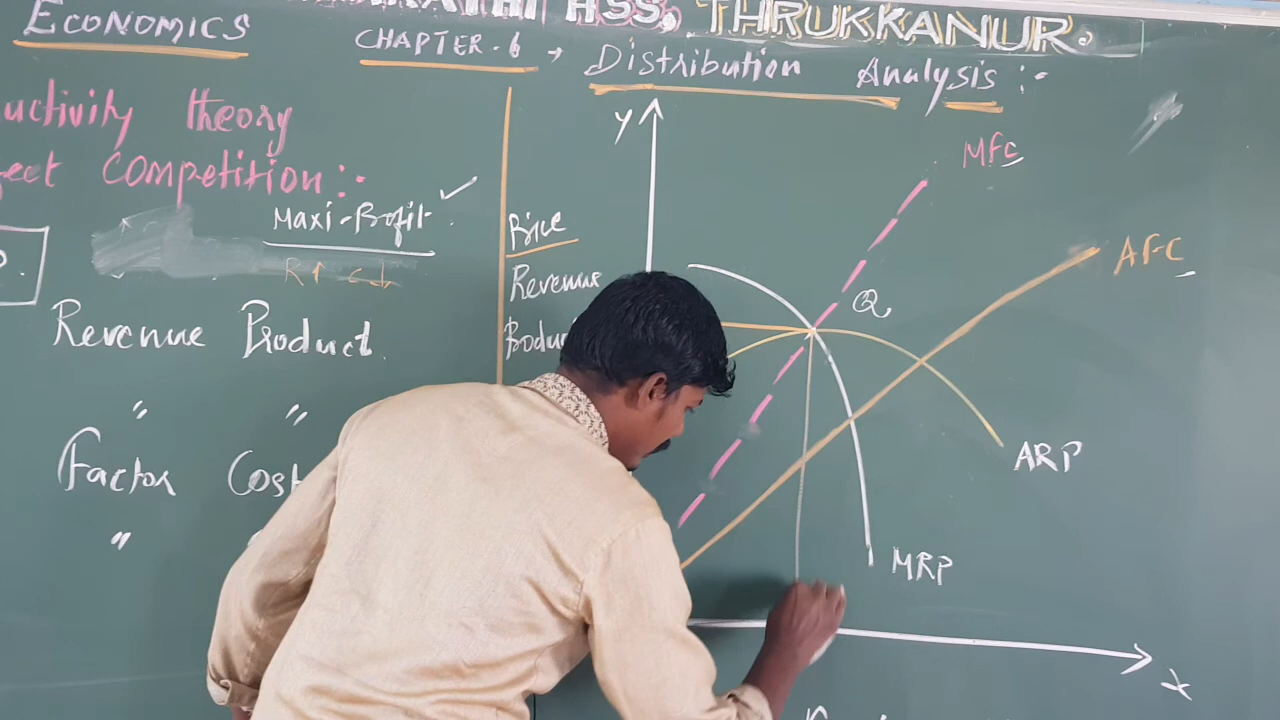 ECONOMICS
HSS, THRUKKANUR.
CHAPTER-6 → Distribution Analysis:-
uctivity theory
ect competition:-
Maxi-Profit
Revenue Product
" "
Factor Cost
"
Y
Price
Revenue
MFC
AFC
Q
ARP
MRP
X